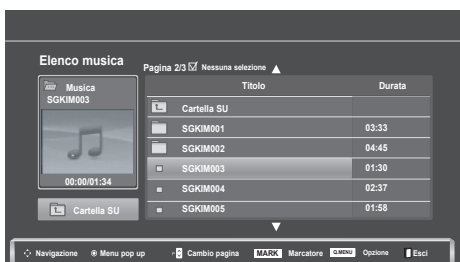 Elenco musica
Pagina 2/3 Nessuna selezione
Musica
SGKIM003
00:00/01:34
Cartella SU
Titolo Durata
Cartella SU
SGKIM001 03:33
SGKIM002 04:45
SGKIM003 01:30
SGKIM004 02:37
SGKIM005 01:58
Navigazione Menu pop up Cambio pagina MARK Marcatore Q.MENU Opzione Esci